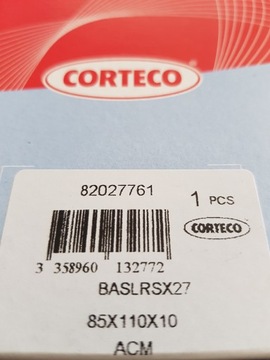 CORTECO
82027761
1 PCS
CORTECO
3 358960 132772
BASLRSX27
85X110X10
ACM